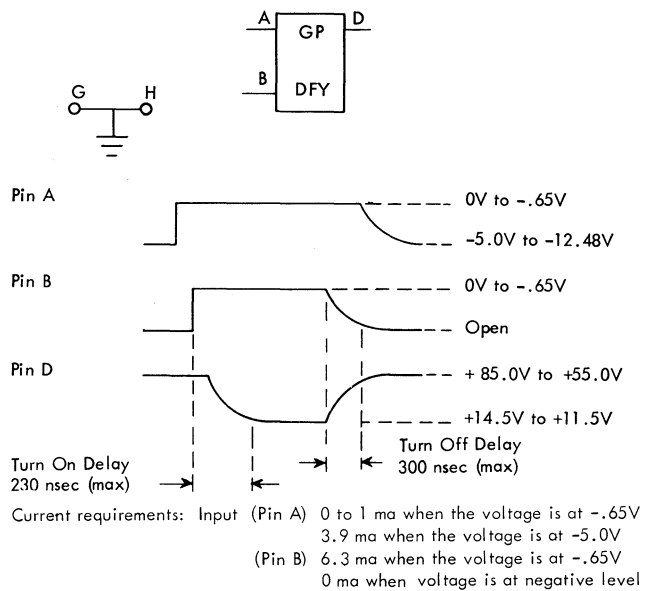 A
GP
D
B
DFY
G
H
Pin A
0V to -.65V
-5.0V to -12.48V
Pin B
0V to -.65V
Open
Pin D
+ 85.0V to +55.0V
+14.5V to +11.5V
Turn On Delay
230 nsec (max)
Turn Off Delay
300 nsec (max)
Current requirements: Input (Pin A) 0 to 1 ma when the voltage is at -.65V
3.9 ma when the voltage is at -5.0V
(Pin B) 6.3 ma when the voltage is at -.65V
0 ma when voltage is at negative level